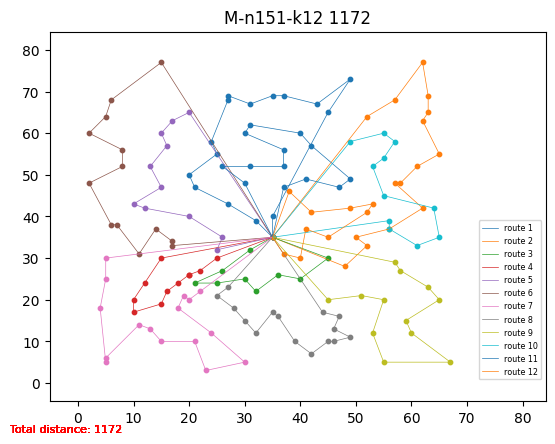 M-n151-k12 1172
80
70
60
50
40
30
20
10
0
0 10 20 30 40 50 60 70 80
route 1
route 2
route 3
route 4
route 5
route 6
route 7
route 8
route 9
route 10
route 11
route 12
Total distance: 1172